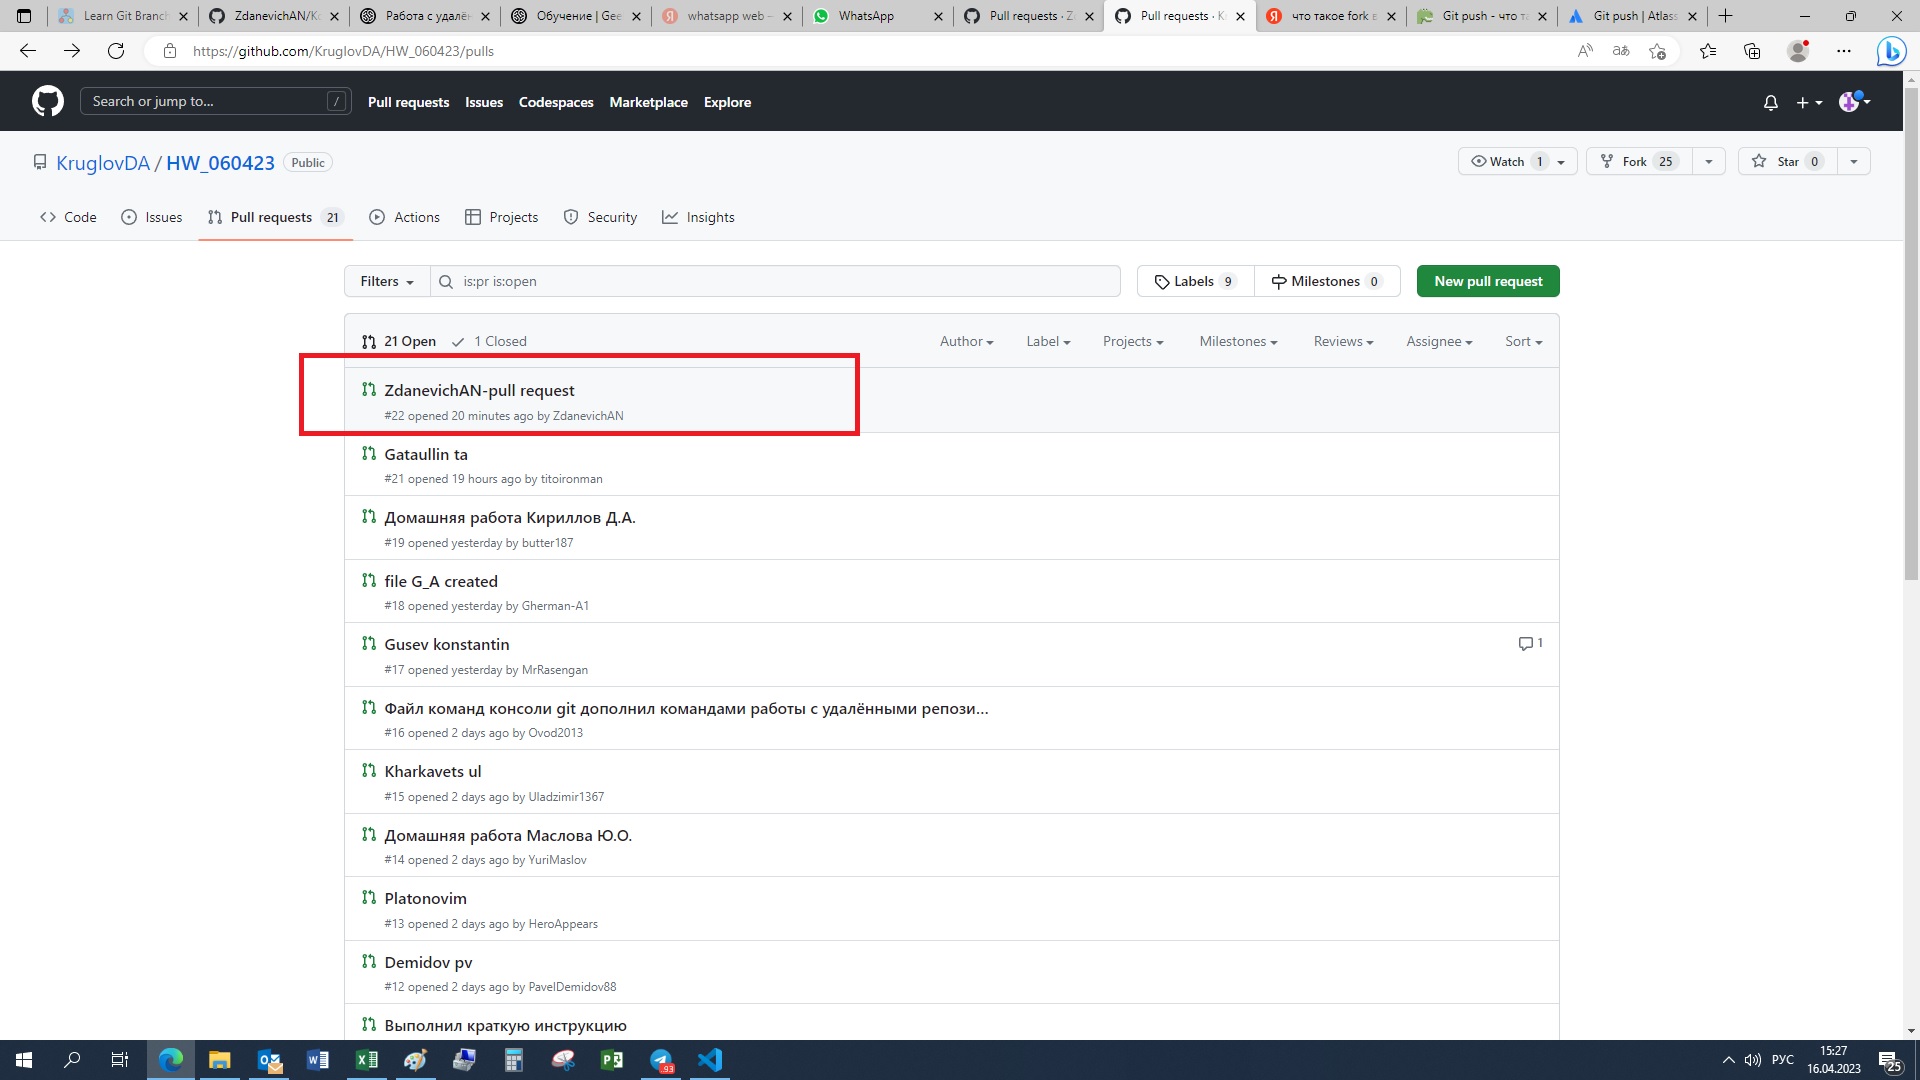 Learn Git Branch
ZdanevichAN/Ko
Работа с удалён
Обучение | Gee
whatsapp web –
WhatsApp
Pull requests · Z
Pull requests · K
что такое fork в
Git push - что та
Git push | Atlass
https://github.com/KruglovDA/HW_060423/pulls
Search or jump to... /
Pull requests Issues Codespaces Marketplace Explore
KruglovDA / HW_060423 Public
Watch 1 Fork 25 Star 0
Code Issues Pull requests 21 Actions Projects Security Insights
Filters is:pr is:open Labels 9 Milestones 0 New pull request
21 Open 1 Closed Author Label Projects Milestones Reviews Assignee Sort
ZdanevichAN-pull request
#22 opened 20 minutes ago by ZdanevichAN
Gataullin ta
#21 opened 19 hours ago by titoironman
Домашняя работа Кириллов Д.А.
#19 opened yesterday by butter187
file G_A created
#18 opened yesterday by Gherman-A1
Gusev konstantin 1
#17 opened yesterday by MrRasengan
Файл команд консоли git дополнил командами работы с удалёнными репози...
#16 opened 2 days ago by Ovod2013
Kharkavets ul
#15 opened 2 days ago by Uladzimir1367
Домашняя работа Маслова Ю.О.
#14 opened 2 days ago by YuriMaslov
Platonovim
#13 opened 2 days ago by HeroAppears
Demidov pv
#12 opened 2 days ago by PavelDemidov88
Выполнил краткую инструкцию
93
РУС
15:27
16.04.2023
25